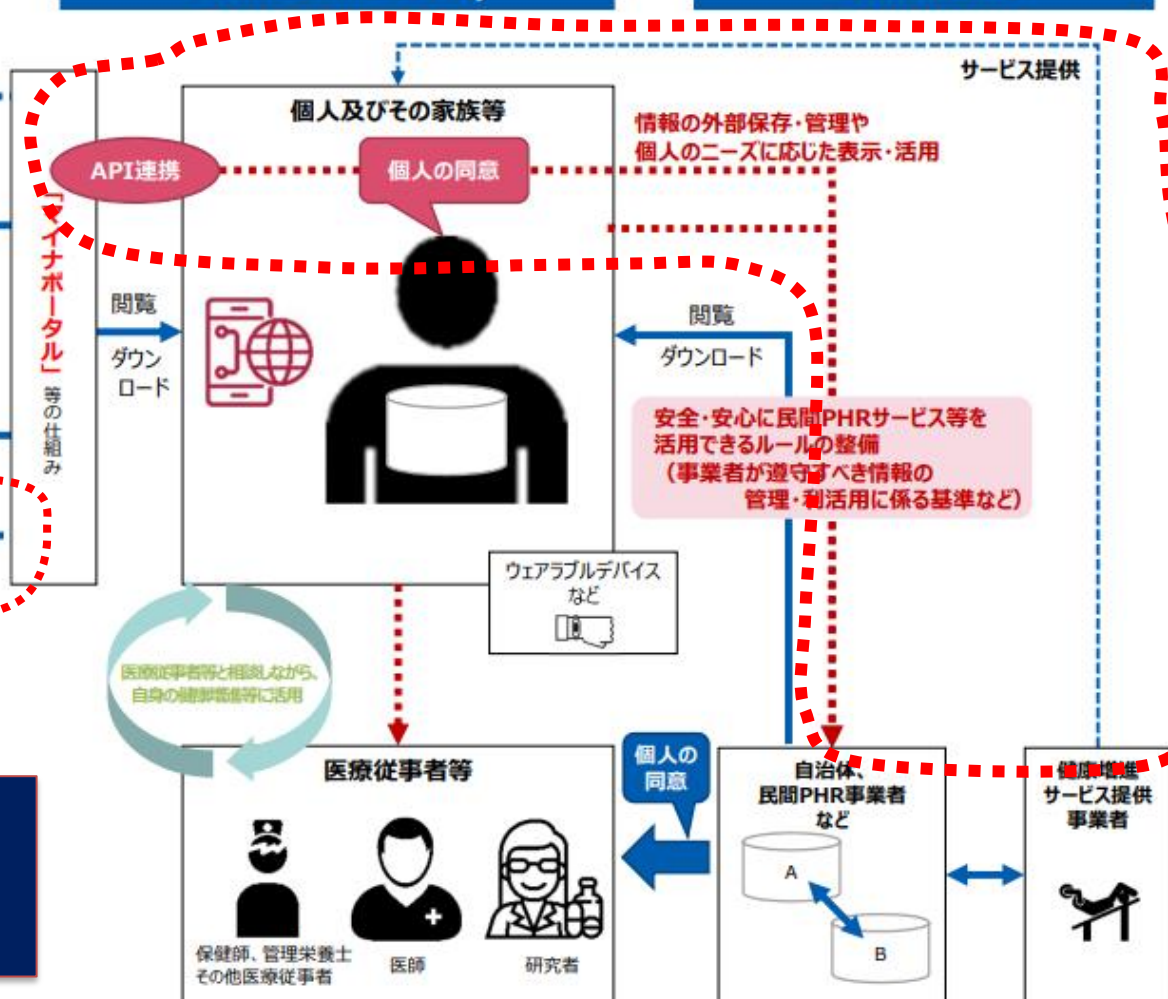 サービス提供
個人及びその家族等
情報の外部保存・管理や
個人のニーズに応じた表示・活用
API連携
個人の同意
「マイナポータル」等の仕組み
閲覧
ダウン
ロード
閲覧
ダウンロード
安全・安心に民間PHRサービス等を
活用できるルールの整備
（事業者が遵守すべき情報の
管理・利活用に係る基準など）
ウェアラブルデバイス
など
医療従事者等と相談しながら、
自身の健康増進等に活用
医療従事者等
個人の
同意
自治体、
民間PHR事業者
など
健康増進
サービス提供
事業者
A
B
保健師、管理栄養士
その他医療従事者
医師
研究者